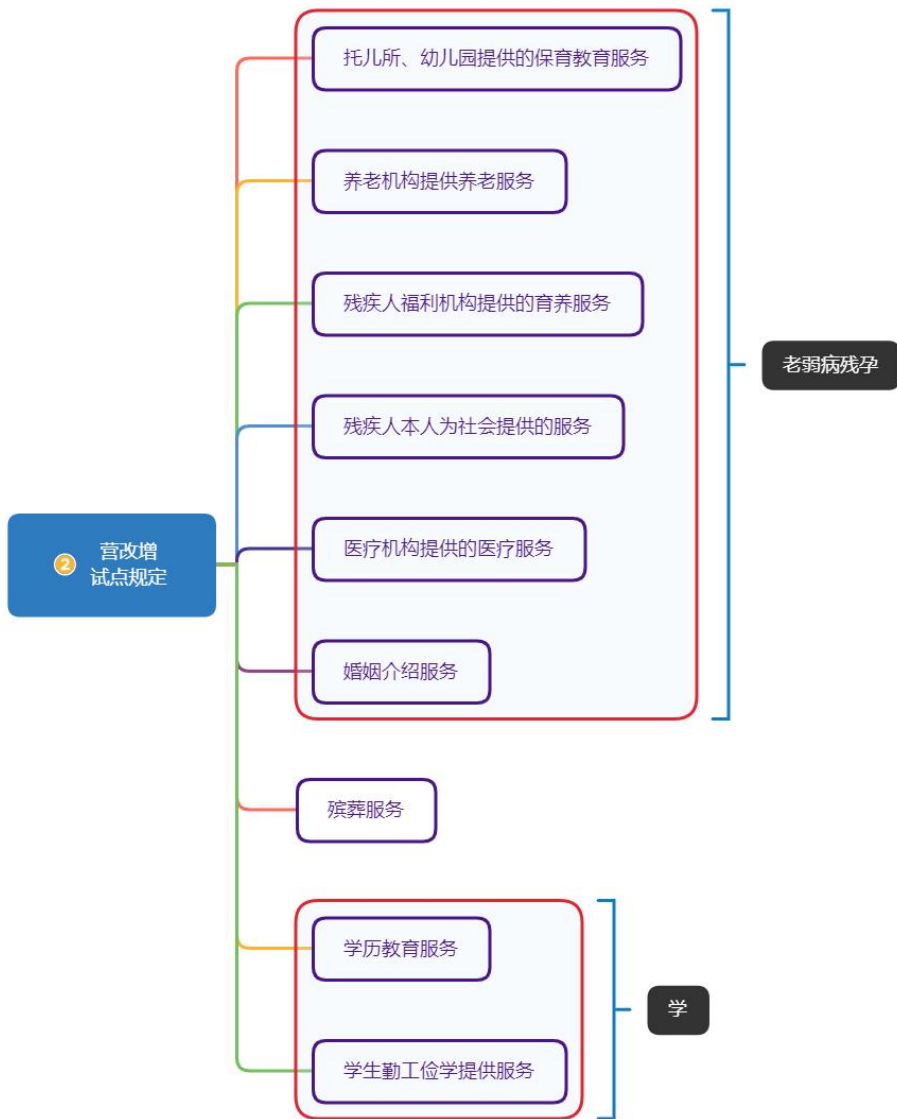 托儿所、幼儿园提供的保育教育服务
养老机构提供养老服务
残疾人福利机构提供的育养服务
老弱病残孕
残疾人本人为社会提供的服务
2
营改增
试点规定
医疗机构提供的医疗服务
婚姻介绍服务
殡葬服务
学历教育服务
学
学生勤工俭学提供服务